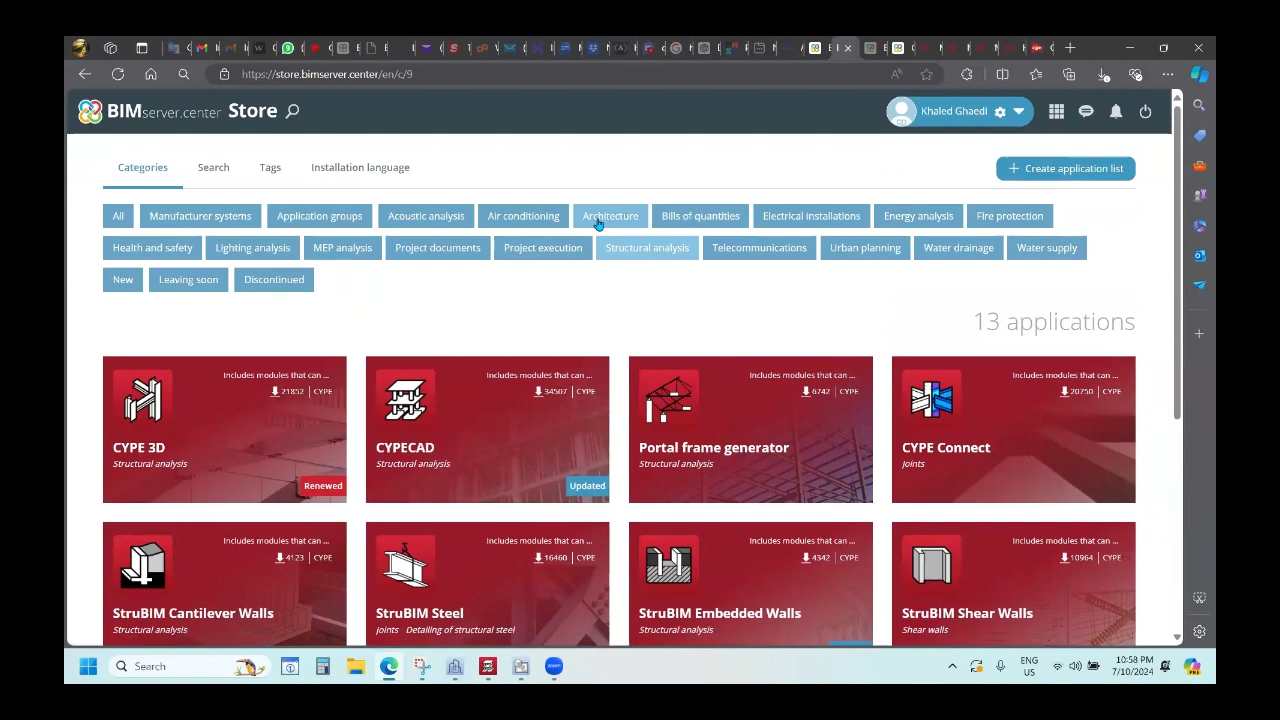 https://store.bimserver.center/en/c/9
BIMserver.center Store
Khaled Ghaedi
Categories Search Tags Installation language
Create application list
All Manufacturer systems Application groups Acoustic analysis Air conditioning Architecture Bills of quantities Electrical installations Energy analysis Fire protection
Health and safety Lighting analysis MEP analysis Project documents Project execution Structural analysis Telecommunications Urban planning Water drainage Water supply
New Leaving soon Discontinued
13 applications
Includes modules that can ...
21852 | CYPE
CYPE 3D
Structural analysis
Renewed
Includes modules that can ...
34507 | CYPE
CYPECAD
Structural analysis
Updated
Includes modules that can ...
6742 | CYPE
Portal frame generator
Structural analysis
Includes modules that can ...
20750 | CYPE
CYPE Connect
Joints
Includes modules that can ...
4123 | CYPE
StruBIM Cantilever Walls
Structural analysis
Includes modules that can ...
16460 | CYPE
StruBIM Steel
Joints Detailing of structural steel
Includes modules that can ...
4342 | CYPE
StruBIM Embedded Walls
Structural analysis
Includes modules that can ...
10964 | CYPE
StruBIM Shear Walls
Shear walls
Search
zoom
ENG
US
10:58 PM
7/10/2024